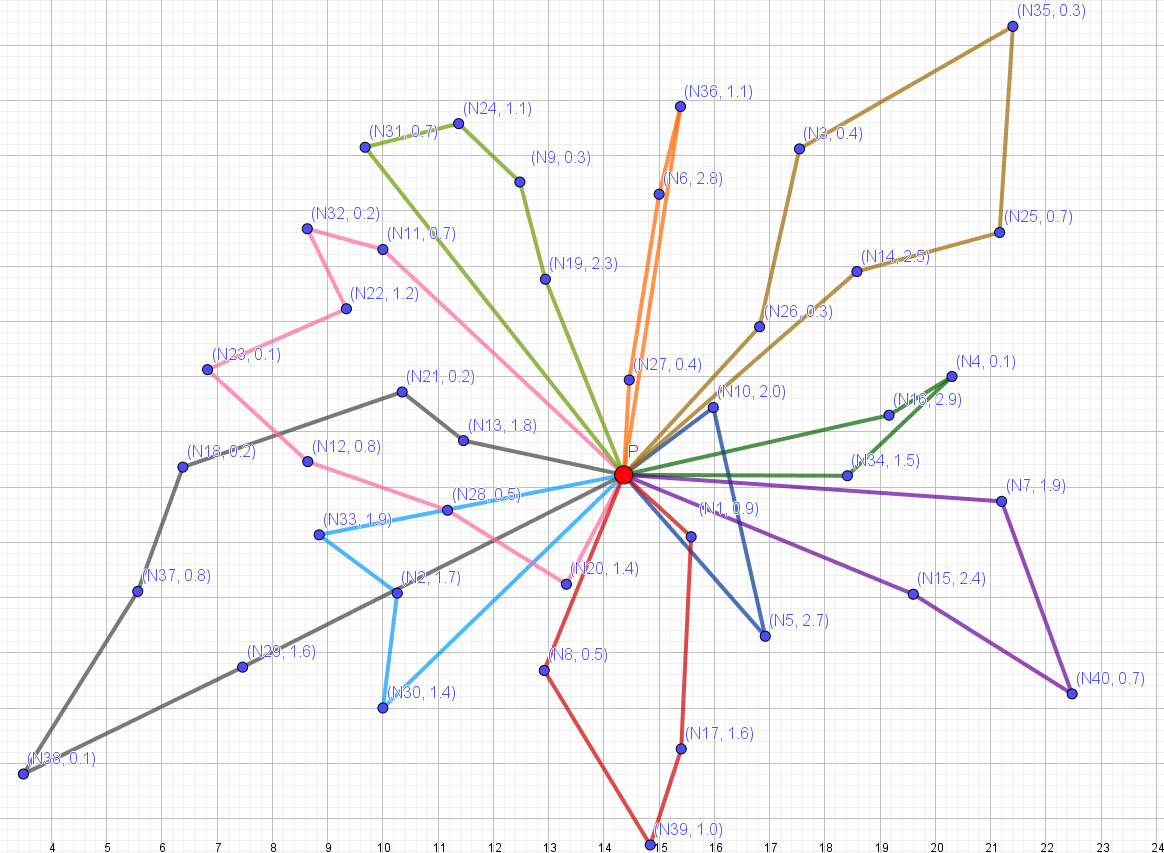 (N35, 0.3)
(N36, 1.1)
(N24, 1.1)
(N31, 0.7)
(N3, 0.4)
(N9, 0.3)
(N6, 2.8)
(N32, 0.2)
(N25, 0.7)
(N11, 0.7)
(N14, 2.5)
(N19, 2.3)
(N22, 1.2)
(N26, 0.3)
(N23, 0.1)
(N27, 0.4)
(N4, 0.1)
(N21, 0.2)
(N10, 2.0)
(N16, 2.9)
(N13, 1.8)
(N12, 0.8)
P
(N18, 0.2)
(N34, 1.5)
(N7, 1.9)
(N28, 0.5)
(N1, 0.9)
(N33, 1.9)
(N20, 1.4)
(N37, 0.8)
(N2, 1.7)
(N15, 2.4)
(N5, 2.7)
(N29, 1.6)
(N8, 0.5)
(N40, 0.7)
(N30, 1.4)
(N17, 1.6)
(N38, 0.1)
(N39, 1.0)
4 5 6 7 8 9 10 11 12 13 14 15 16 17 18 19 20 21 22 23 24